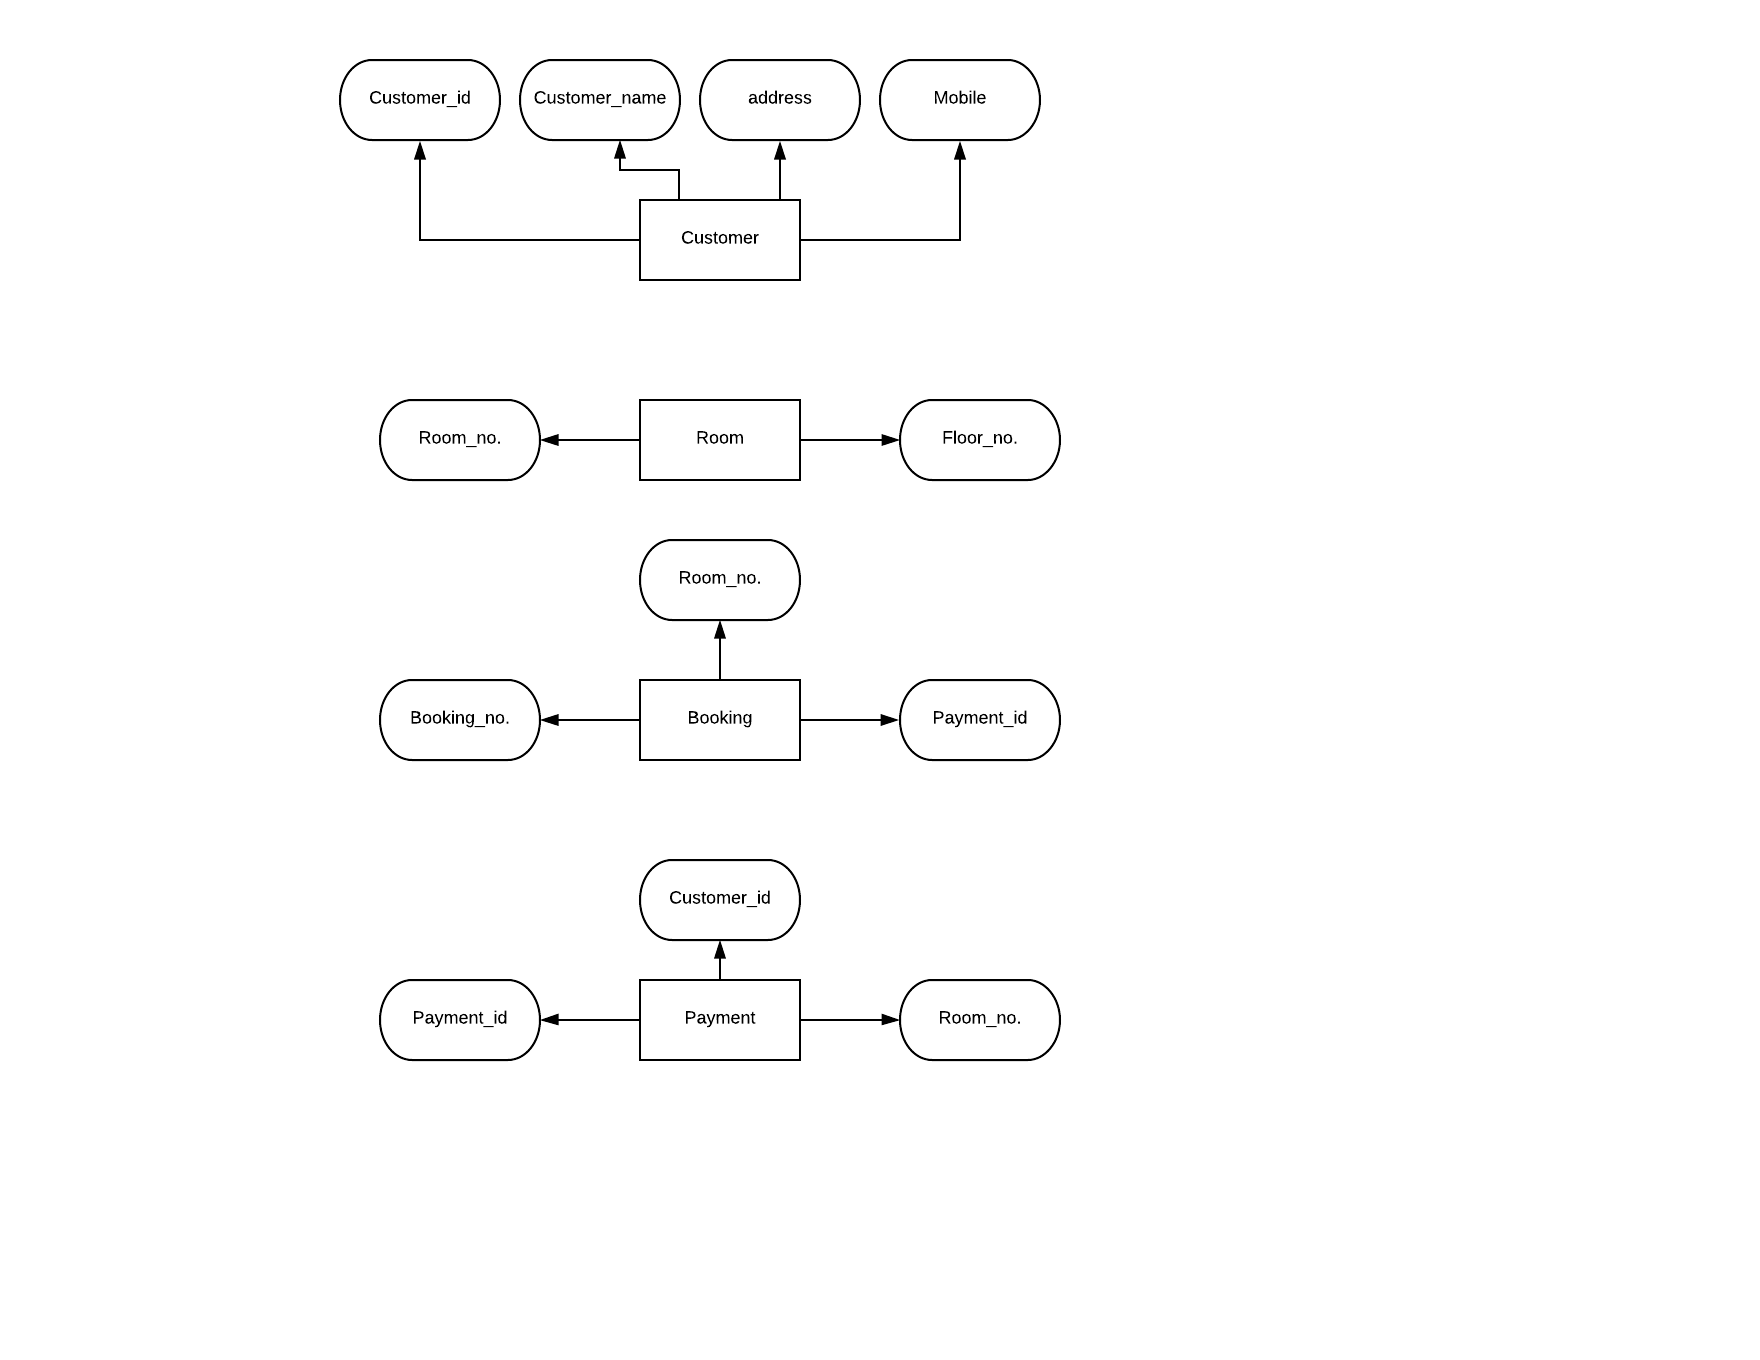 Customer_id
Customer_name
address
Mobile
Customer
Room_no.
Room
Floor_no.
Room_no.
Booking_no.
Booking
Payment_id
Customer_id
Payment_id
Payment
Room_no.